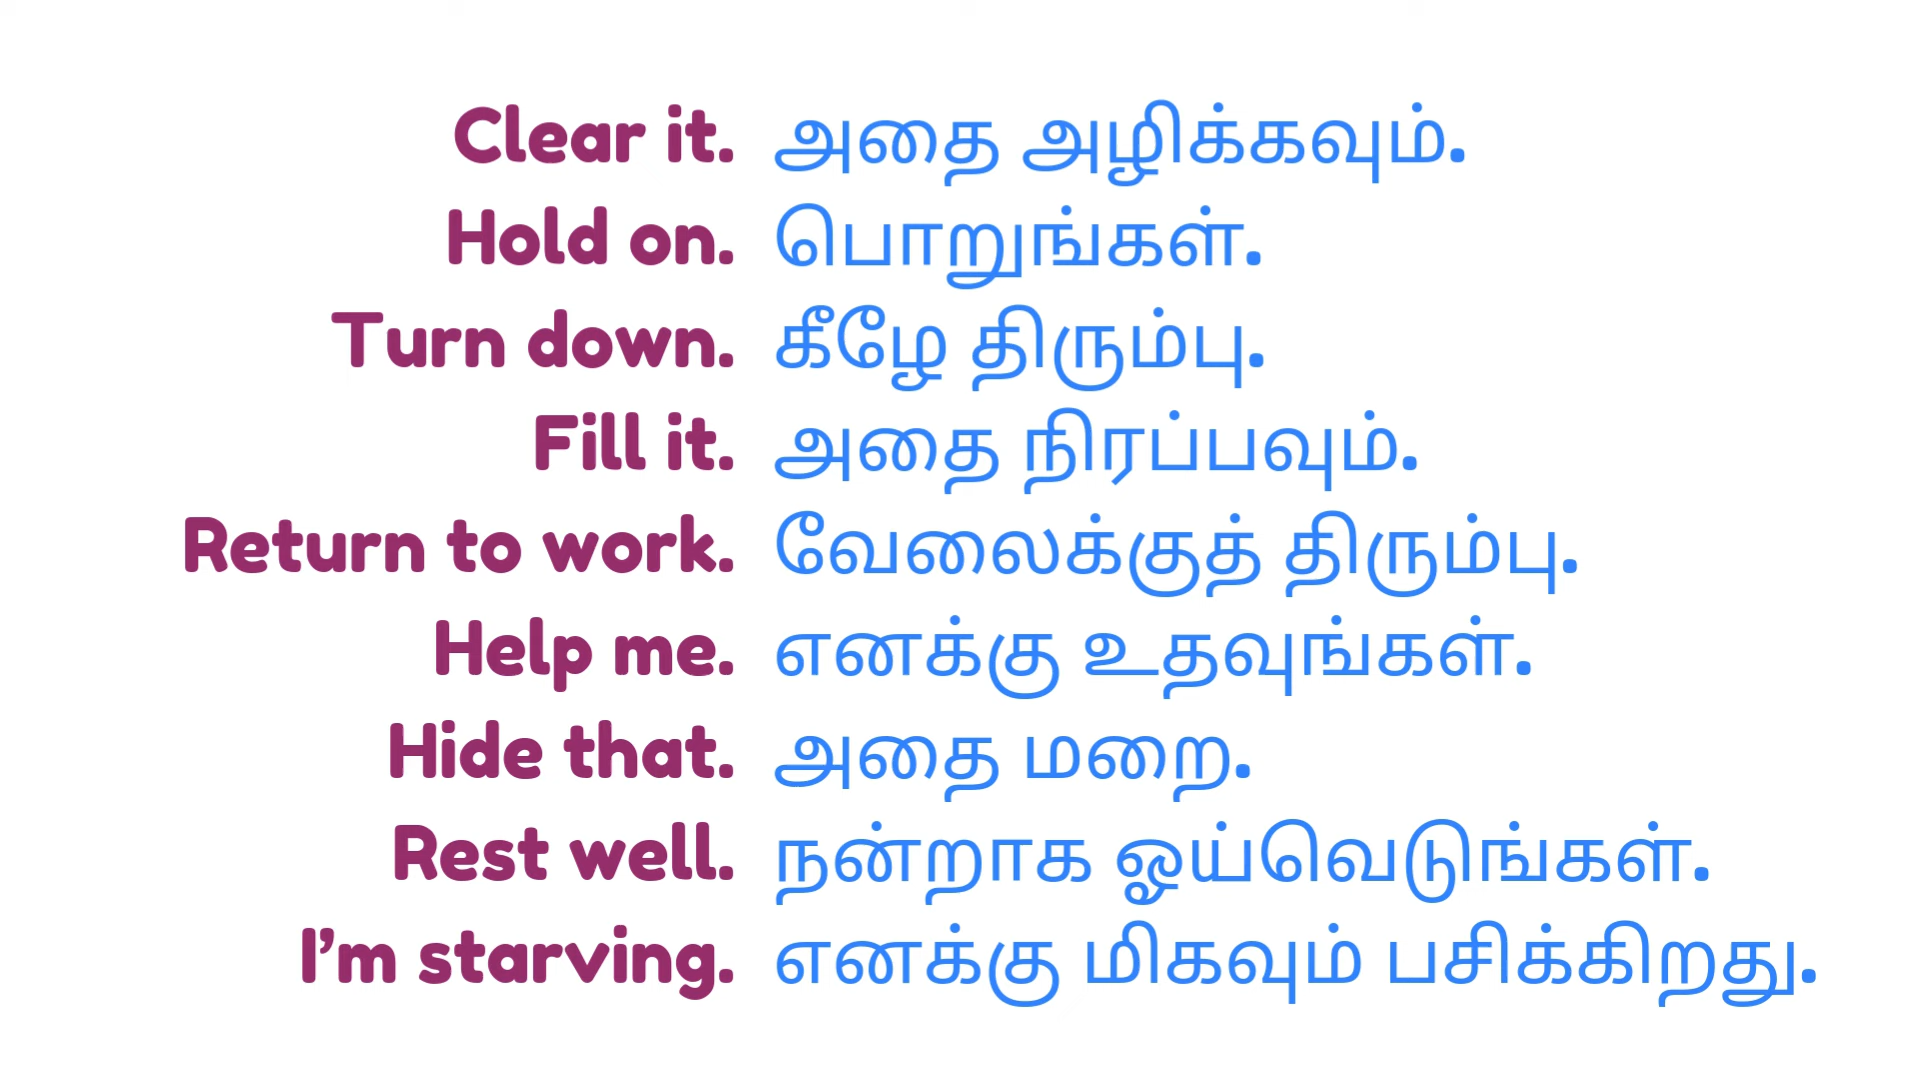 Clear it. அதை அழிக்கவும்.
Hold on. பொறுங்கள்.
Turn down. கீழே திரும்பு.
Fill it. அதை நிரப்பவும்.
Return to work. வேலைக்குத் திரும்பு.
Help me. எனக்கு உதவுங்கள்.
Hide that. அதை மறை.
Rest well. நன்றாக ஓய்வெடுங்கள்.
I’m starving. எனக்கு மிகவும் பசிக்கிறது.